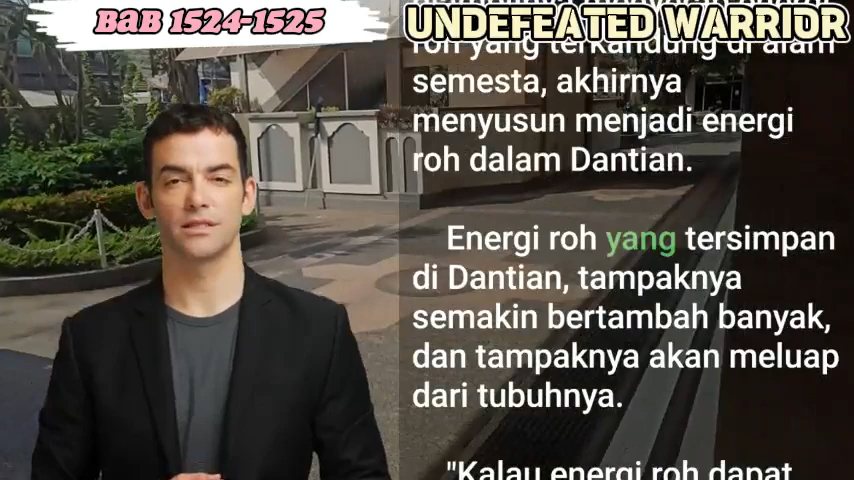 BAB 1524-1525
UNDEFEATED WARRIOR
roh yang terkandung di alam
semesta, akhirnya
menyusun menjadi energi
roh dalam Dantian.
Energi roh yang tersimpan
di Dantian, tampaknya
semakin bertambah banyak,
dan tampaknya akan meluap
dari tubuhnya.
"Kalau energi roh dapat